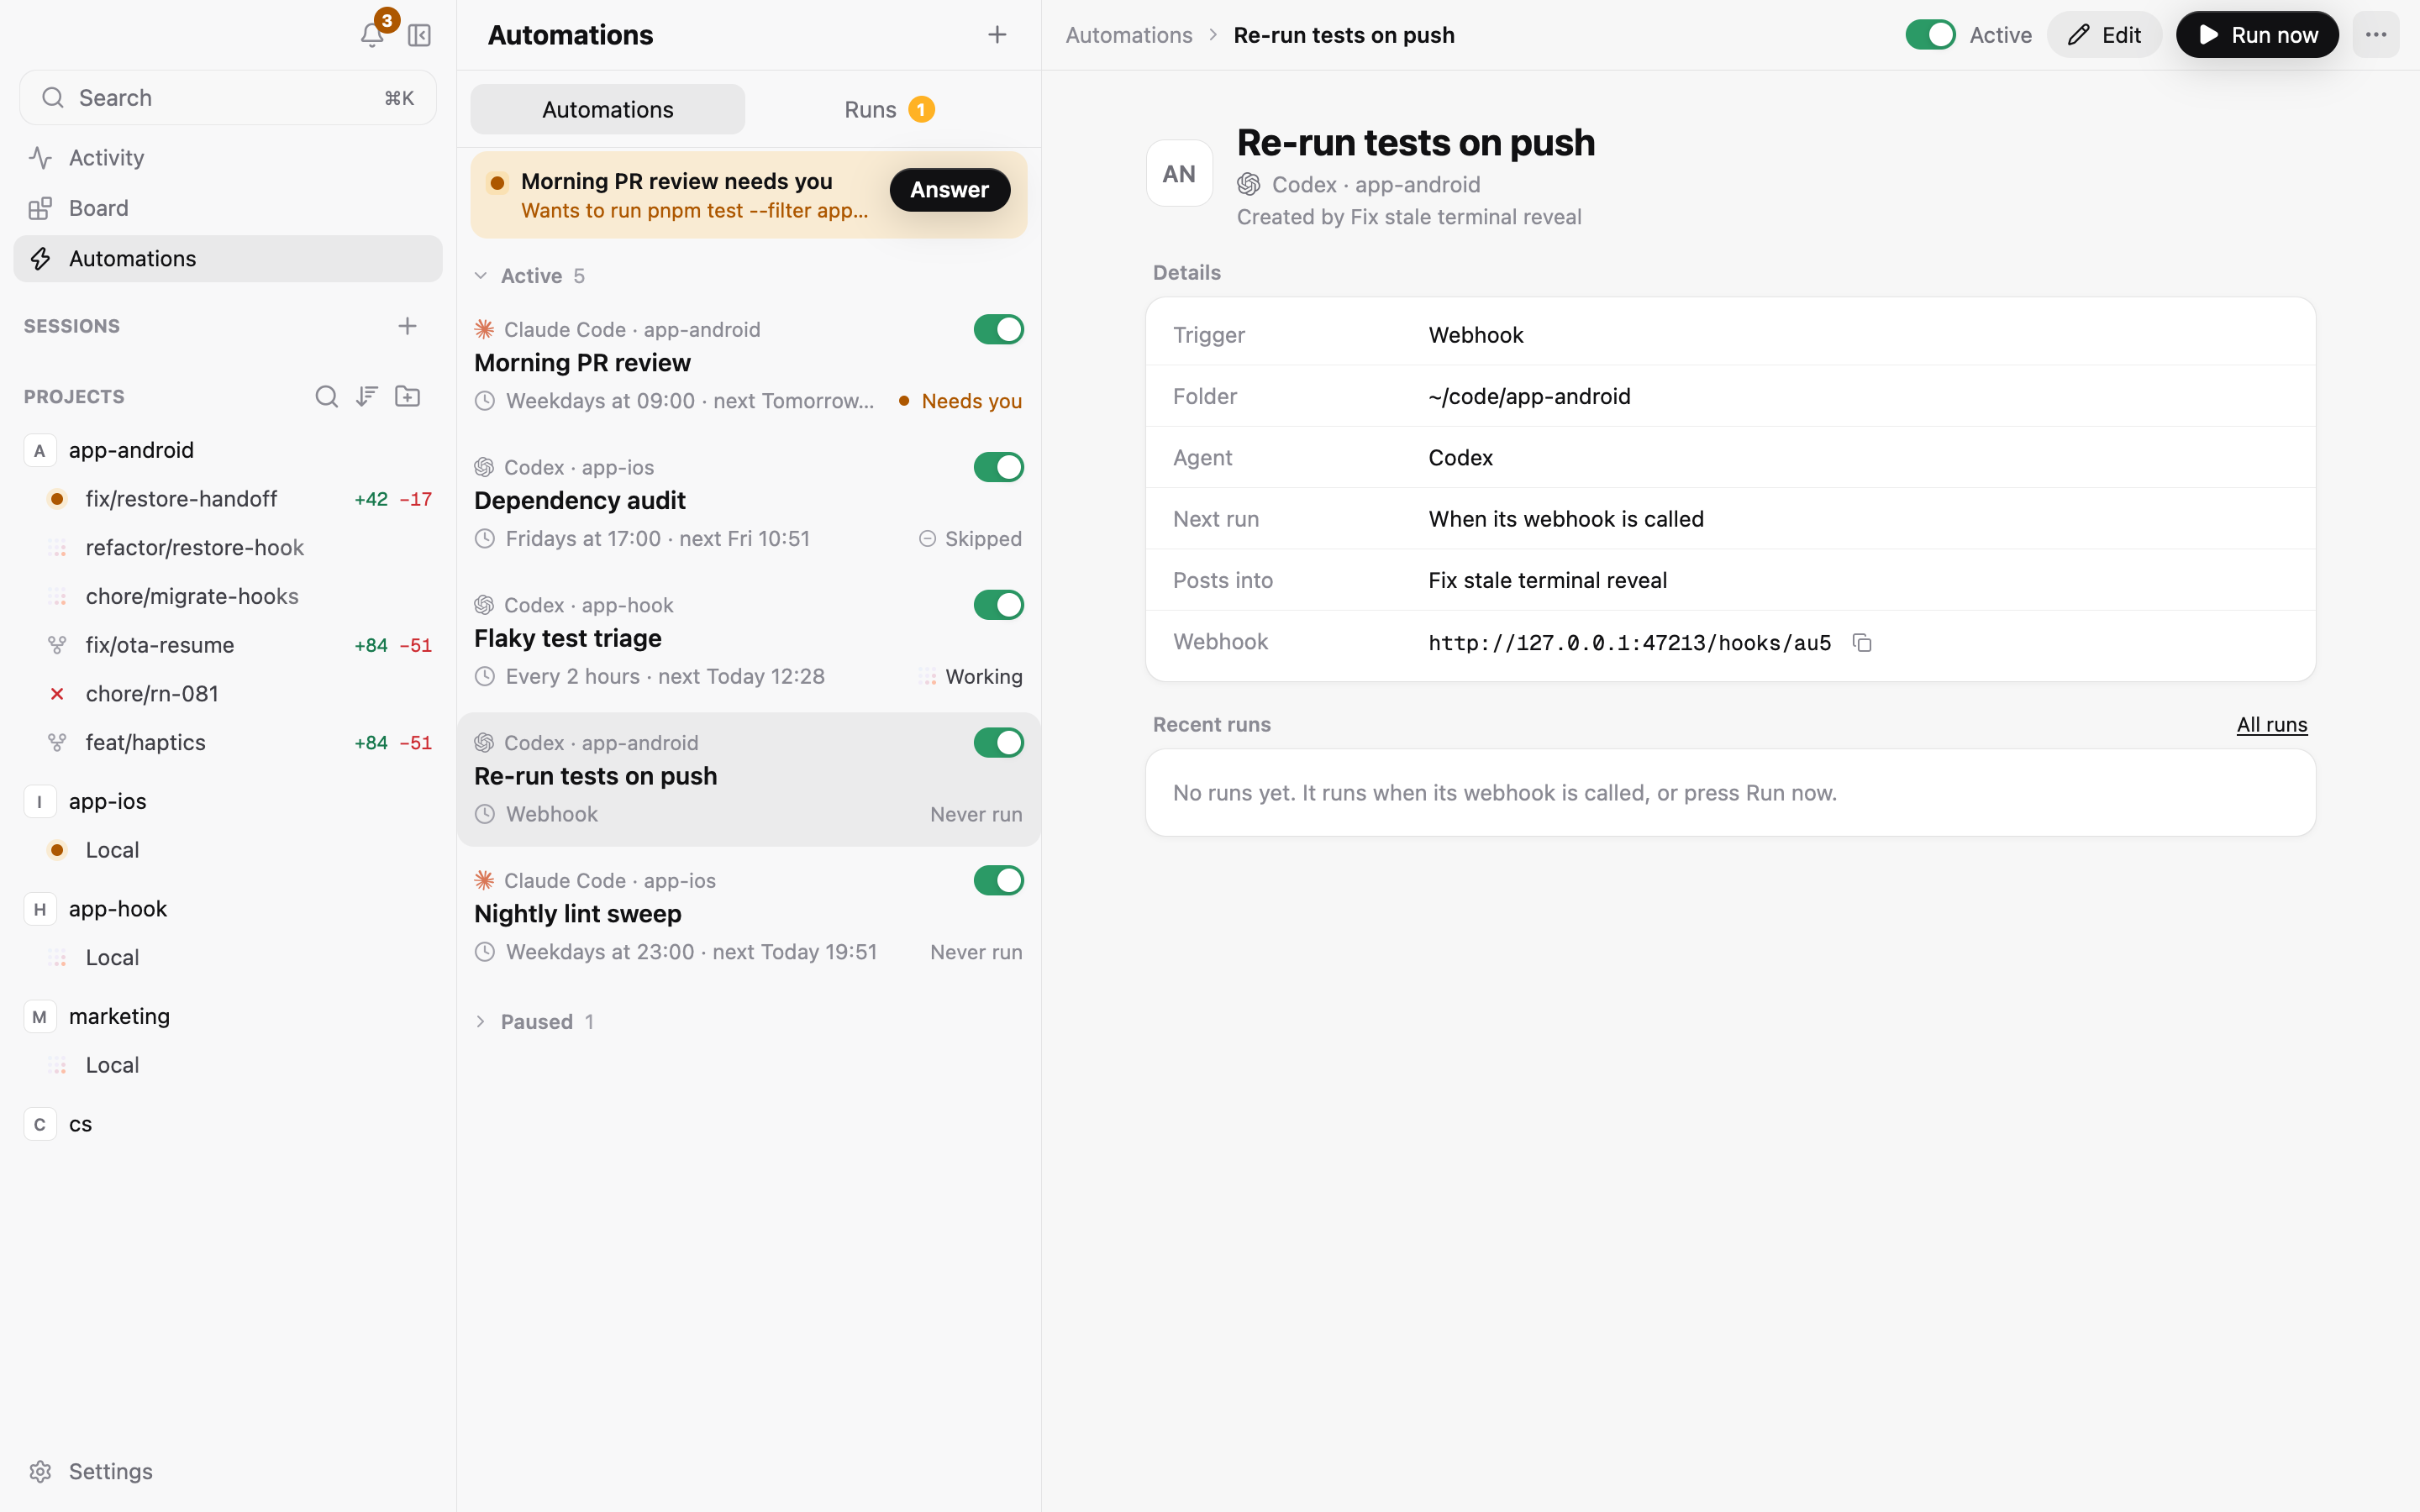 3
Search ⌘K
Activity
Board
Automations
SESSIONS
PROJECTS
A app-android
fix/restore-handoff +42 −17
refactor/restore-hook
chore/migrate-hooks
fix/ota-resume +84 −51
chore/rn-081
feat/haptics +84 −51
I app-ios
Local
H app-hook
Local
M marketing
Local
C cs
Settings
Automations
Automations Runs 1
Morning PR review needs you
Wants to run pnpm test --filter app...
Answer
Active 5
Claude Code · app-android
Morning PR review
Weekdays at 09:00 · next Tomorrow... Needs you
Codex · app-ios
Dependency audit
Fridays at 17:00 · next Fri 10:51 Skipped
Codex · app-hook
Flaky test triage
Every 2 hours · next Today 12:28 Working
Codex · app-android
Re-run tests on push
Webhook Never run
Claude Code · app-ios
Nightly lint sweep
Weekdays at 23:00 · next Today 19:51 Never run
Paused 1
Automations Re-run tests on push
Active Edit Run now
AN
Re-run tests on push
Codex · app-android
Created by Fix stale terminal reveal
Details
Trigger Webhook
Folder ~/code/app-android
Agent Codex
Next run When its webhook is called
Posts into Fix stale terminal reveal
Webhook http://127.0.0.1:47213/hooks/au5
Recent runs All runs
No runs yet. It runs when its webhook is called, or press Run now.